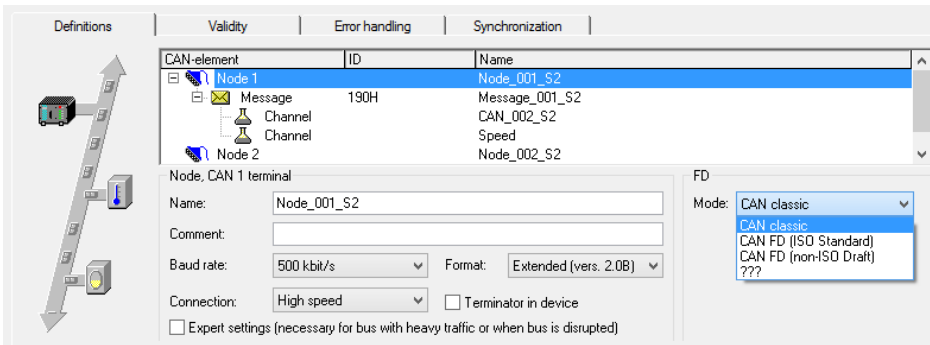 Definitions Validity Error handling Synchronization
CAN-element ID Name
Node 1 Node_001_S2
Message 190H Message_001_S2
Channel CAN_002_S2
Channel Speed
Node 2 Node_002_S2
Node, CAN 1 terminal FD
Name: Node_001_S2 Mode: CAN classic
CAN classic
Comment: CAN FD (ISO Standard)
CAN FD (non-ISO Draft)
Baud rate: 500 kbit/s Format: Extended (vers. 2.0B) ???
Connection: High speed Terminator in device
Expert settings (necessary for bus with heavy traffic or when bus is disrupted)